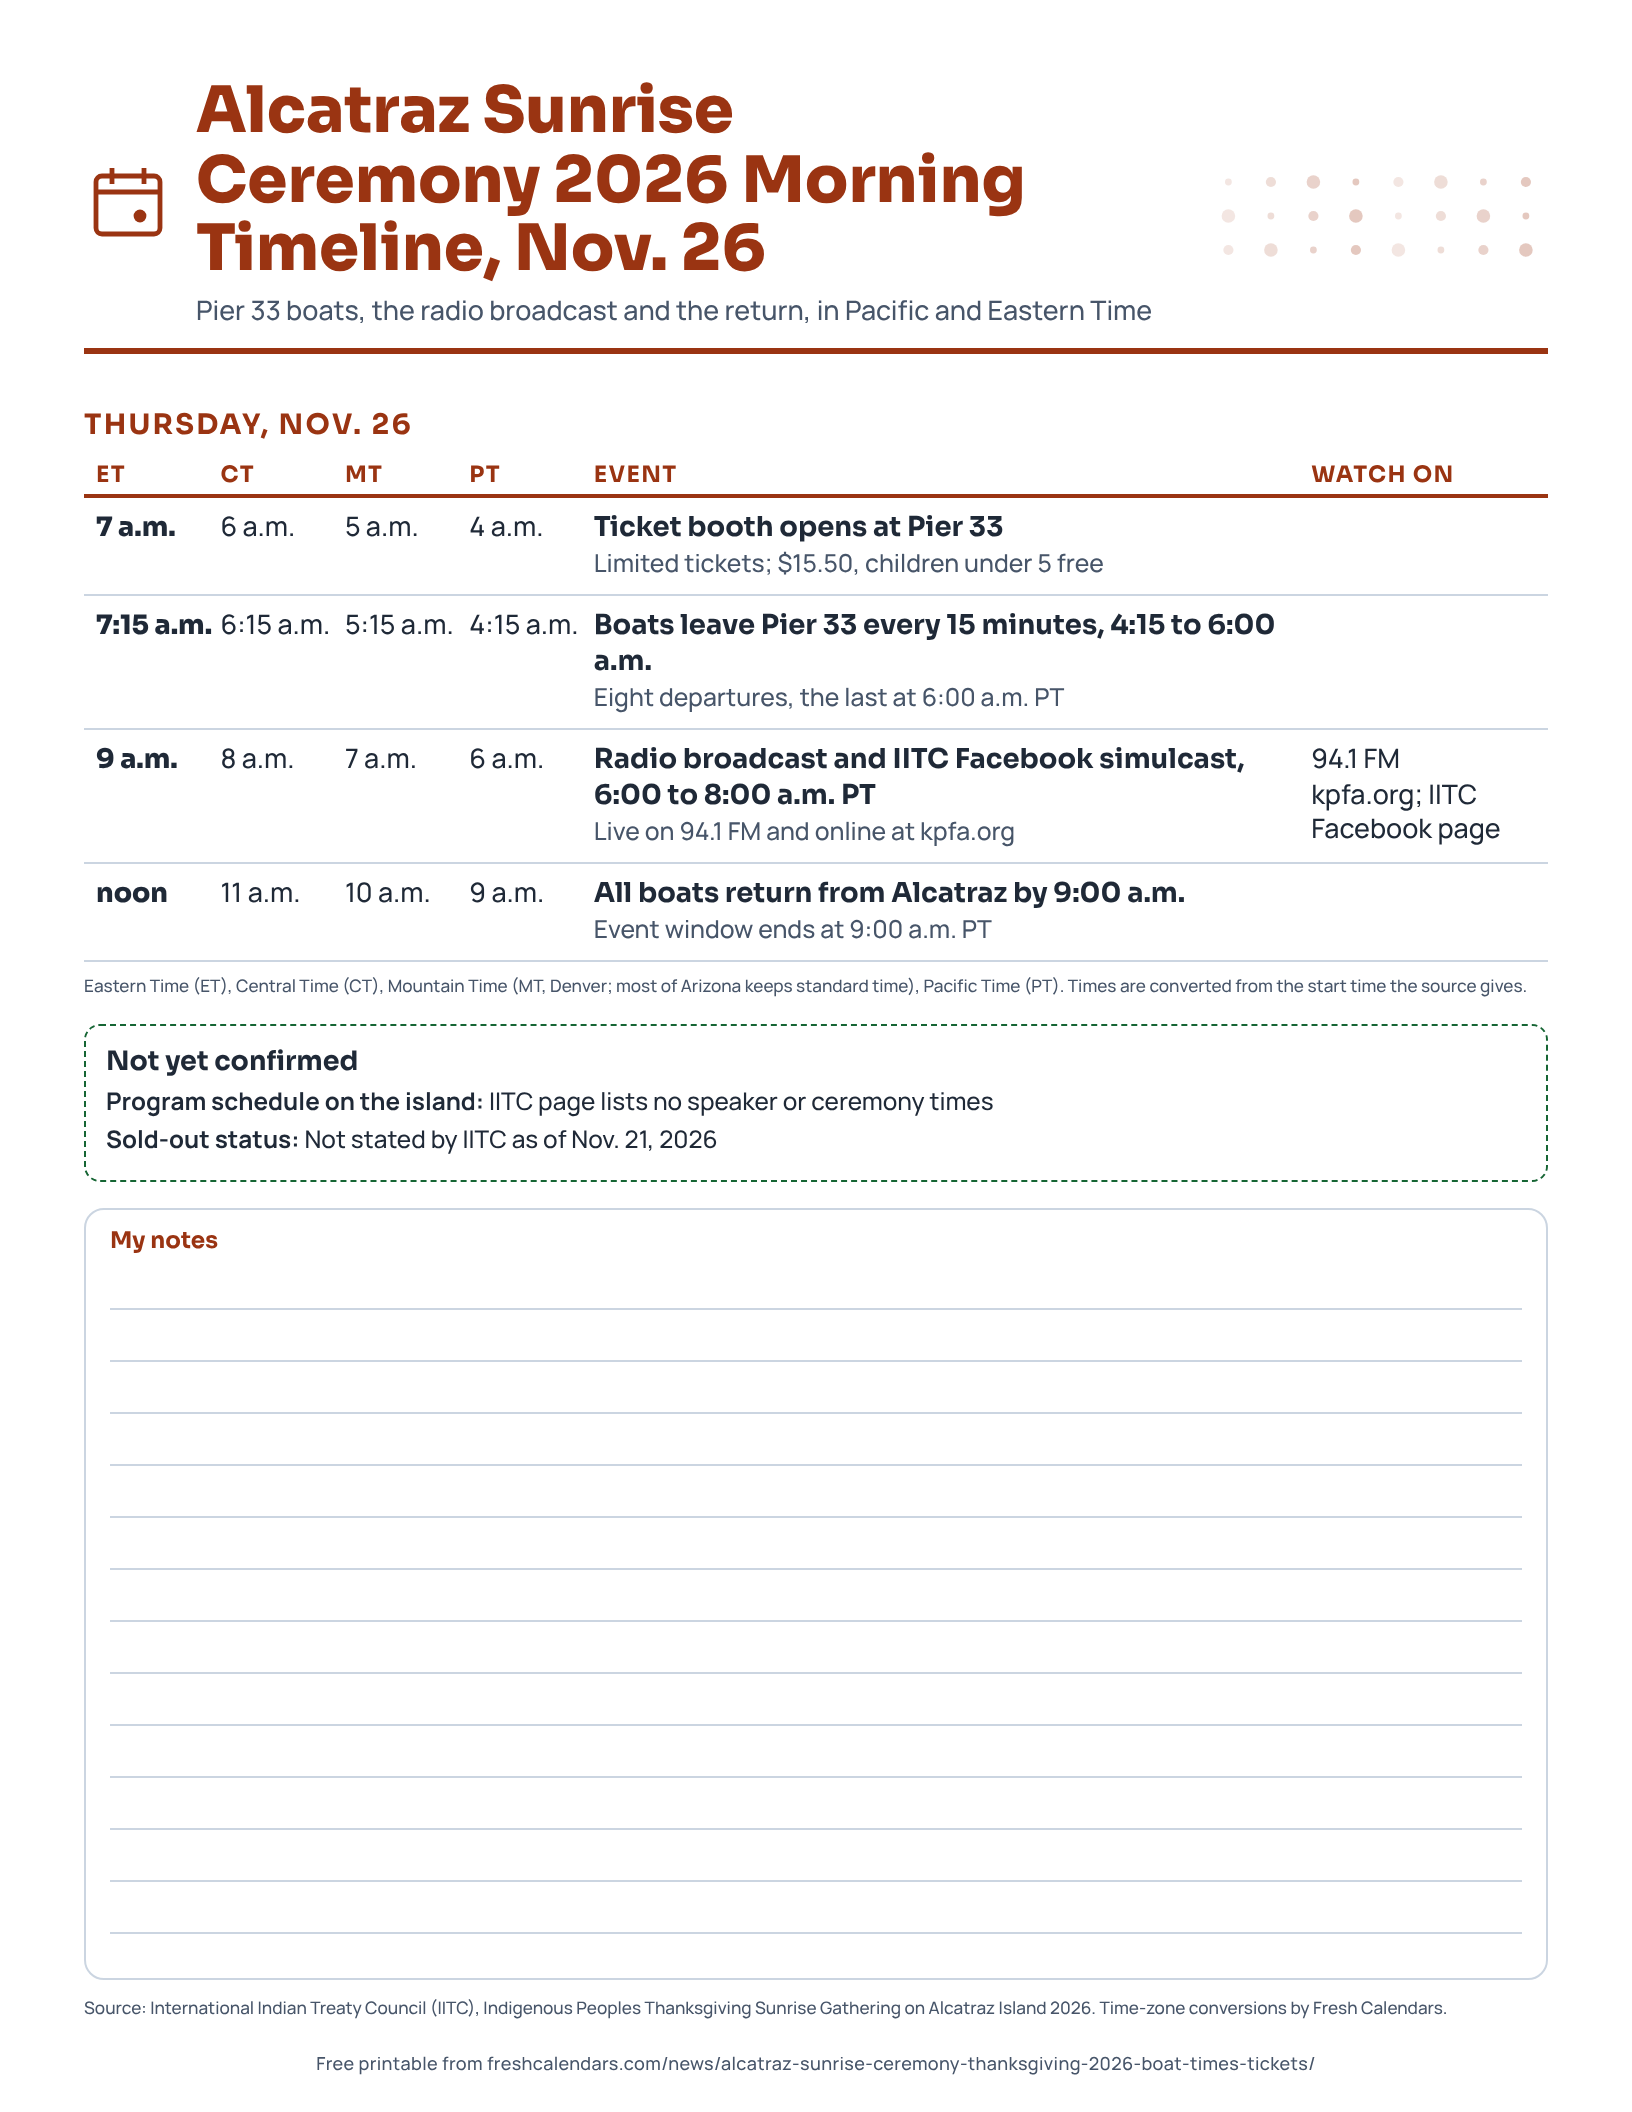 Alcatraz Sunrise
Ceremony 2026 Morning
Timeline, Nov. 26
Pier 33 boats, the radio broadcast and the return, in Pacific and Eastern Time
THURSDAY, NOV. 26
ET CT MT PT EVENT WATCH ON
7 a.m. 6 a.m. 5 a.m. 4 a.m. Ticket booth opens at Pier 33
Limited tickets; $15.50, children under 5 free
7:15 a.m. 6:15 a.m. 5:15 a.m. 4:15 a.m. Boats leave Pier 33 every 15 minutes, 4:15 to 6:00
a.m.
Eight departures, the last at 6:00 a.m. PT
9 a.m. 8 a.m. 7 a.m. 6 a.m. Radio broadcast and IITC Facebook simulcast, 94.1 FM
6:00 to 8:00 a.m. PT kpfa.org; IITC
Live on 94.1 FM and online at kpfa.org Facebook page
noon 11 a.m. 10 a.m. 9 a.m. All boats return from Alcatraz by 9:00 a.m.
Event window ends at 9:00 a.m. PT
Eastern Time (ET), Central Time (CT), Mountain Time (MT, Denver; most of Arizona keeps standard time), Pacific Time (PT). Times are converted from the start time the source gives.
Not yet confirmed
Program schedule on the island: IITC page lists no speaker or ceremony times
Sold-out status: Not stated by IITC as of Nov. 21, 2026
My notes
Source: International Indian Treaty Council (IITC), Indigenous Peoples Thanksgiving Sunrise Gathering on Alcatraz Island 2026. Time-zone conversions by Fresh Calendars.
Free printable from freshcalendars.com/news/alcatraz-sunrise-ceremony-thanksgiving-2026-boat-times-tickets/